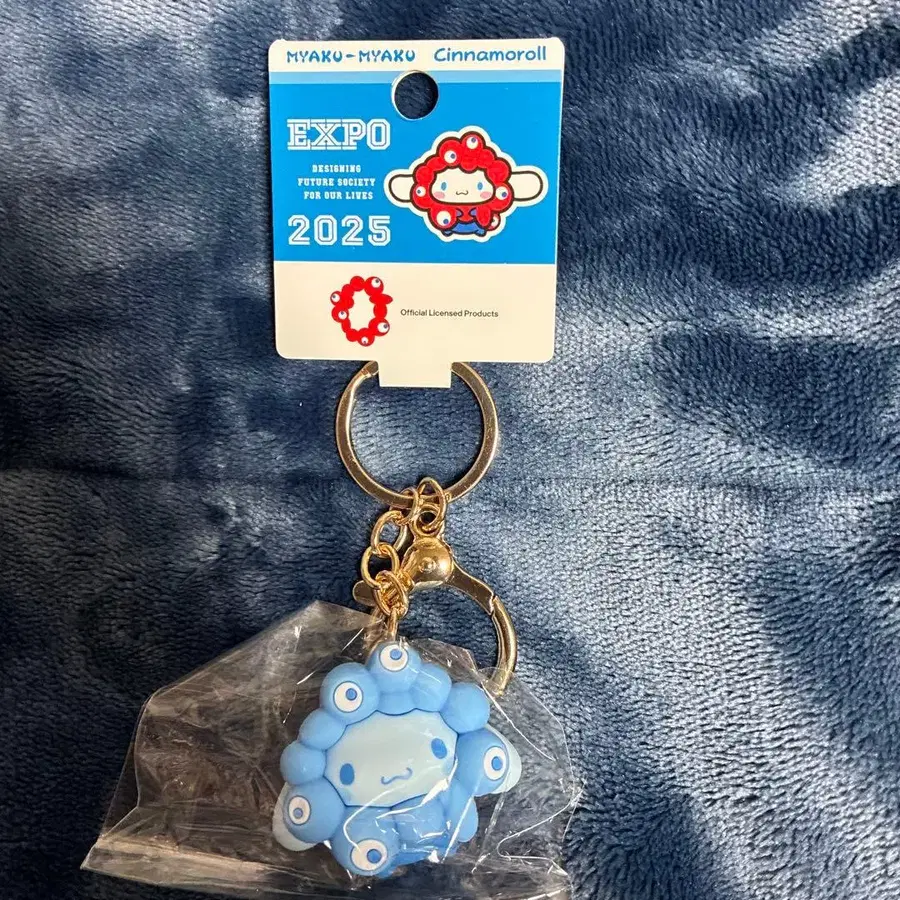 MYAKU-MYAKU Cinnamoroll
EXPO
DESIGNING
FUTURE SOCIETY
FOR OUR LIVES
2025
Official Licensed Products